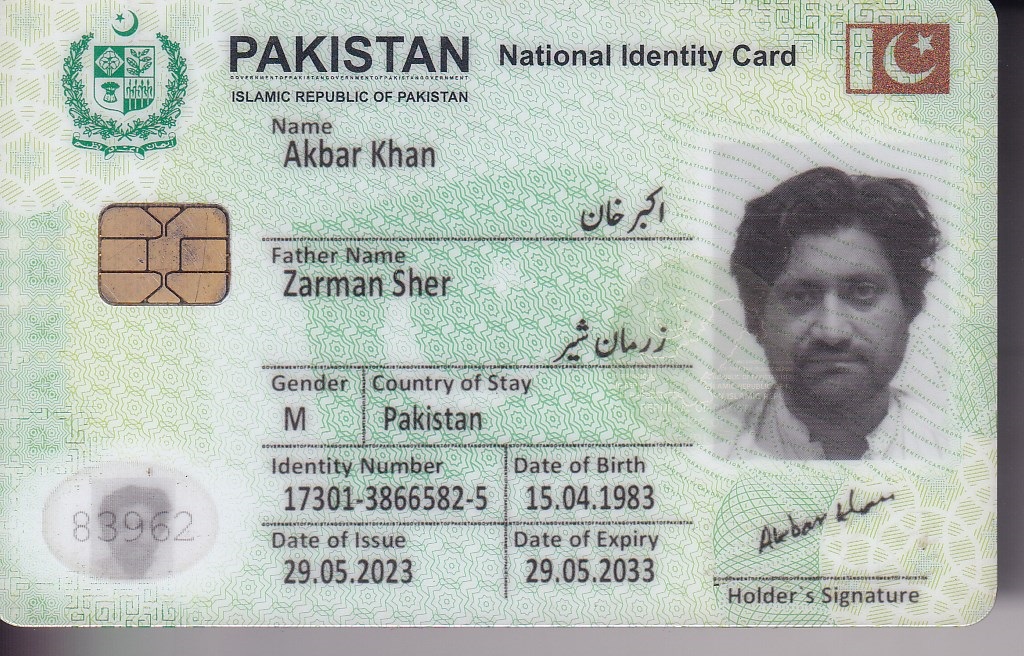 PAKISTAN National Identity Card
ISLAMIC REPUBLIC OF PAKISTAN
Name
Akbar Khan
اکبر خان
Father Name
Zarman Sher
زرمان شیر
Gender Country of Stay
M Pakistan
Identity Number Date of Birth
17301-3866582-5 15.04.1983
Date of Issue Date of Expiry
29.05.2023 29.05.2033
83962
Akbar Khan
Holder`s Signature